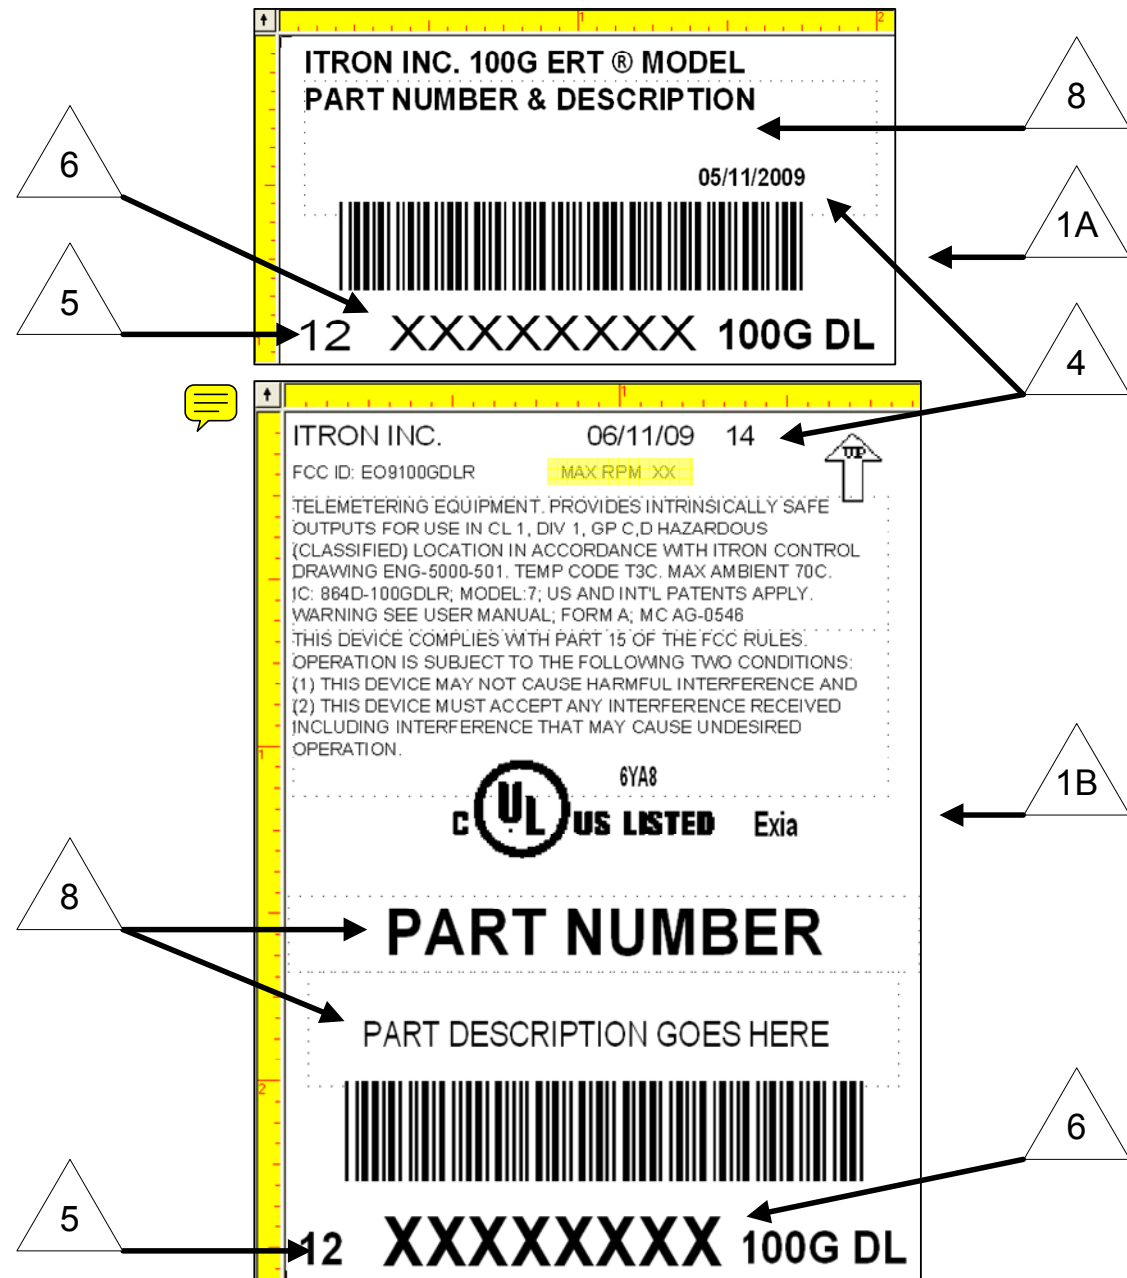 1
2
ITRON INC. 100G ERT ® MODEL
PART NUMBER & DESCRIPTION
8
6
05/11/2009
1A
5
12 XXXXXXXX 100G DL
1
4
1
ITRON INC. 06/11/09 14
UP
FCC ID: EO9100GDLR MAX RPM XX
TELEMETERING EQUIPMENT. PROVIDES INTRINSICALLY SAFE
OUTPUTS FOR USE IN CL 1, DIV 1, GP C,D HAZARDOUS
(CLASSIFIED) LOCATION IN ACCORDANCE WITH ITRON CONTROL
DRAWING ENG-5000-501. TEMP CODE T3C. MAX AMBIENT 70C.
IC: 864D-100GDLR; MODEL:7; US AND INT'L PATENTS APPLY.
WARNING SEE USER MANUAL; FORM A; MC AG-0546
THIS DEVICE COMPLIES WITH PART 15 OF THE FCC RULES.
OPERATION IS SUBJECT TO THE FOLLOWING TWO CONDITIONS:
(1) THIS DEVICE MAY NOT CAUSE HARMFUL INTERFERENCE AND
(2) THIS DEVICE MUST ACCEPT ANY INTERFERENCE RECEIVED
INCLUDING INTERFERENCE THAT MAY CAUSE UNDESIRED
OPERATION.
1
6YA8
1B
C UL US LISTED Exia
8
PART NUMBER
PART DESCRIPTION GOES HERE
2
6
5
12 XXXXXXXX 100G DL